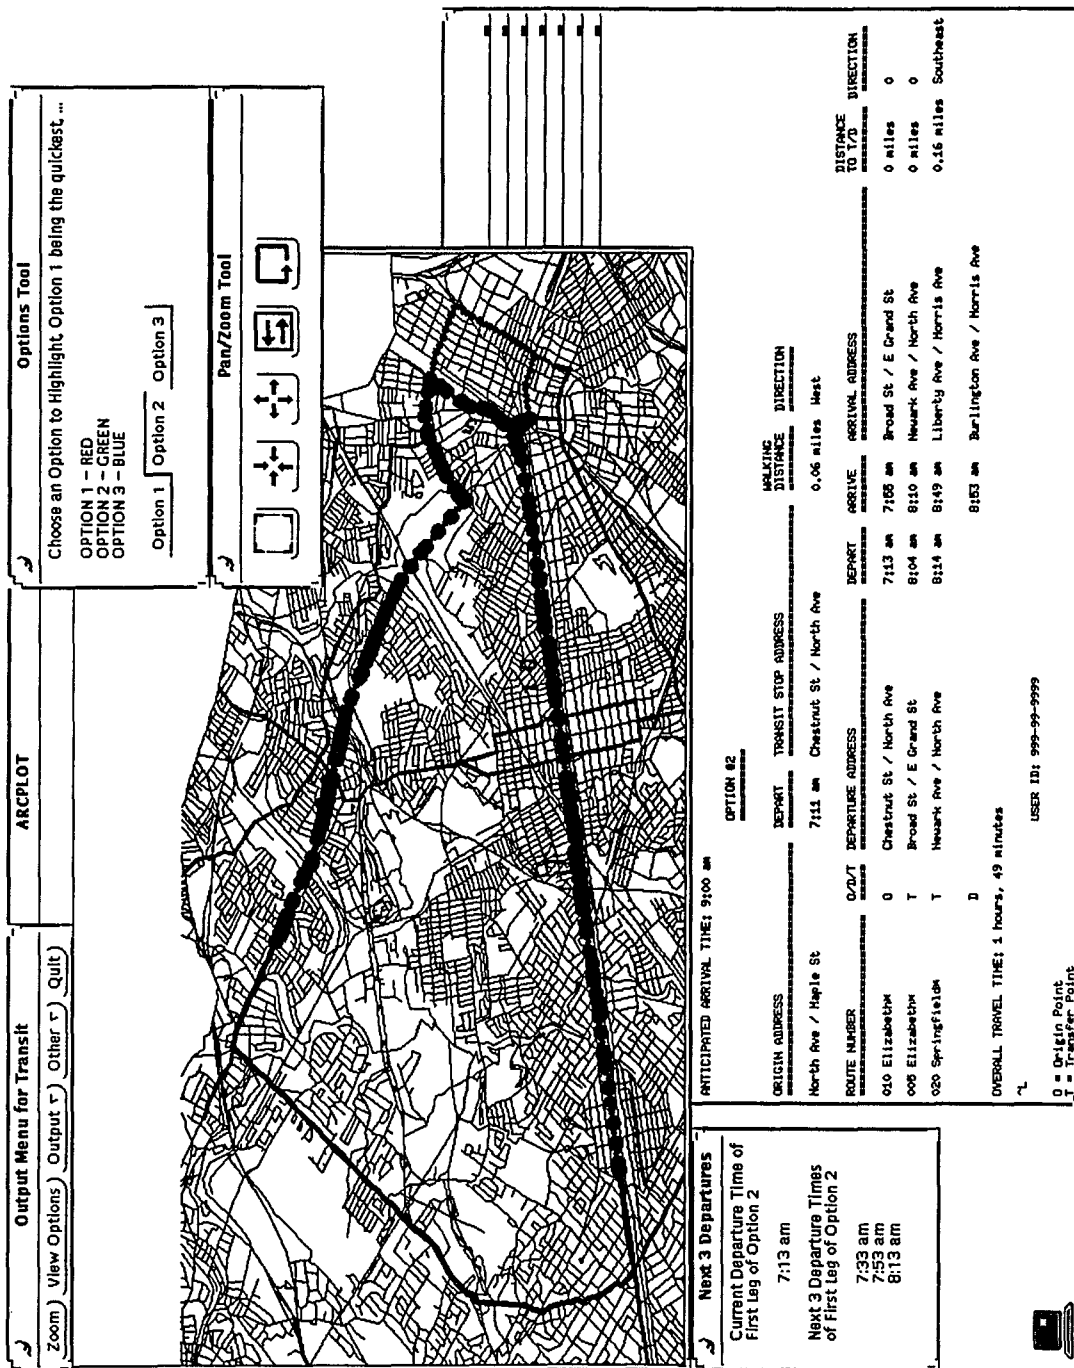 Output Menu for Transit
Zoom) View Options) Output ▿) Other ▿) Quit)
ARCPLOT
Options Tool
Choose an Option to Highlight, Option 1 being the quickest, ...
OPTION 1 – RED
OPTION 2 – GREEN
OPTION 3 – BLUE
Option 1 Option 2 Option 3
Pan/Zoom Tool
Next 3 Departures
Current Departure Time of
First Leg of Option 2
7:13 am
Next 3 Departure Times
of First Leg of Option 2
7:33 am
7:53 am
8:13 am
ANTICIPATED ARRIVAL TIME: 9:00 am
OPTION #2
WALKING
ORIGIN ADDRESS DEPART TRANSIT STOP ADDRESS DISTANCE DIRECTION
North Ave / Maple St 7:11 am Chestnut St / North Ave 0.06 miles West
DISTANCE
ROUTE NUMBER O/D/T DEPARTURE ADDRESS DEPART ARRIVE ARRIVAL ADDRESS TO T/D DIRECTION
010 Elizabeth* O Chestnut St / North Ave 7:13 am 7:55 am Broad St / E Grand St 0 miles 0
005 Elizabeth* T Broad St / E Grand St 8:04 am 8:10 am Newark Ave / North Ave 0 miles 0
020 Springfield* T Newark Ave / North Ave 8:14 am 8:49 am Liberty Ave / Morris Ave 0.16 miles Southeast
D 8:53 am Burlington Ave / Morris Ave
OVERALL TRAVEL TIME: 1 hours, 49 minutes
^L
USER ID: 999-99-9999
O = Origin Point
T = Transfer Point